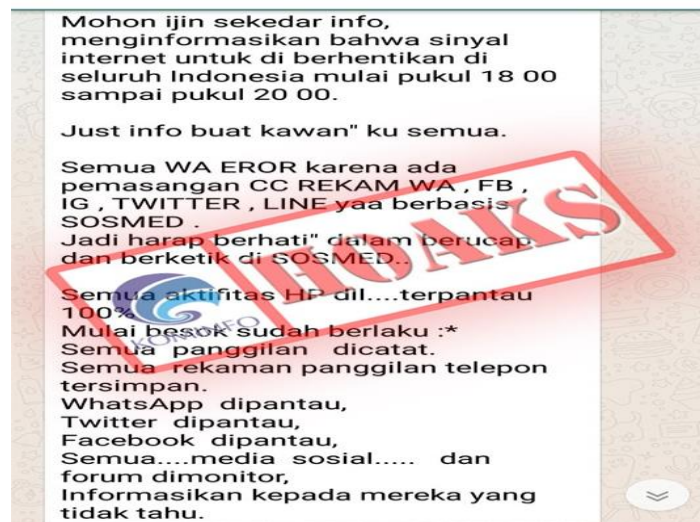 Mohon ijin sekedar info,
menginformasikan bahwa sinyal
internet untuk di berhentikan di
seluruh Indonesia mulai pukul 18 00
sampai pukul 20 00.
Just info buat kawan" ku semua.
Semua WA EROR karena ada
pemasangan CC REKAM WA , FB ,
IG , TWITTER , LINE yaa berbasis
SOSMED .
Jadi harap berhati" dalam berucap
dan berketik di SOSMED..
Semua aktifitas HP dll....terpantau
100%
Mulai besok sudah berlaku :*
Semua panggilan dicatat.
Semua rekaman panggilan telepon
tersimpan.
WhatsApp dipantau,
Twitter dipantau,
Facebook dipantau,
Semua....media sosial..... dan
forum dimonitor,
Informasikan kepada mereka yang
tidak tahu.
KOMINFO
HOAKS